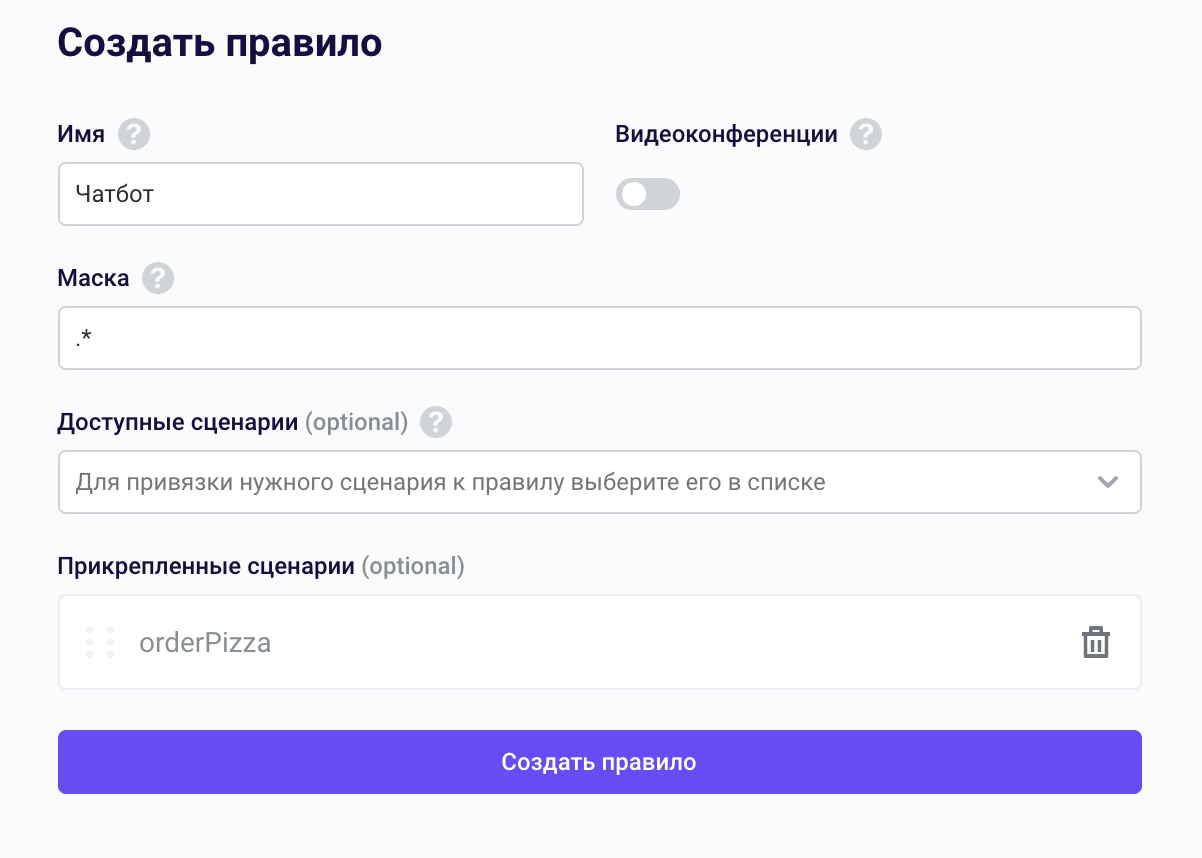 Создать правило
Имя ?
Видеоконференции ?
Чатбот
Маска ?
.*
Доступные сценарии (optional) ?
Для привязки нужного сценария к правилу выберите его в списке
Прикрепленные сценарии (optional)
orderPizza
Создать правило